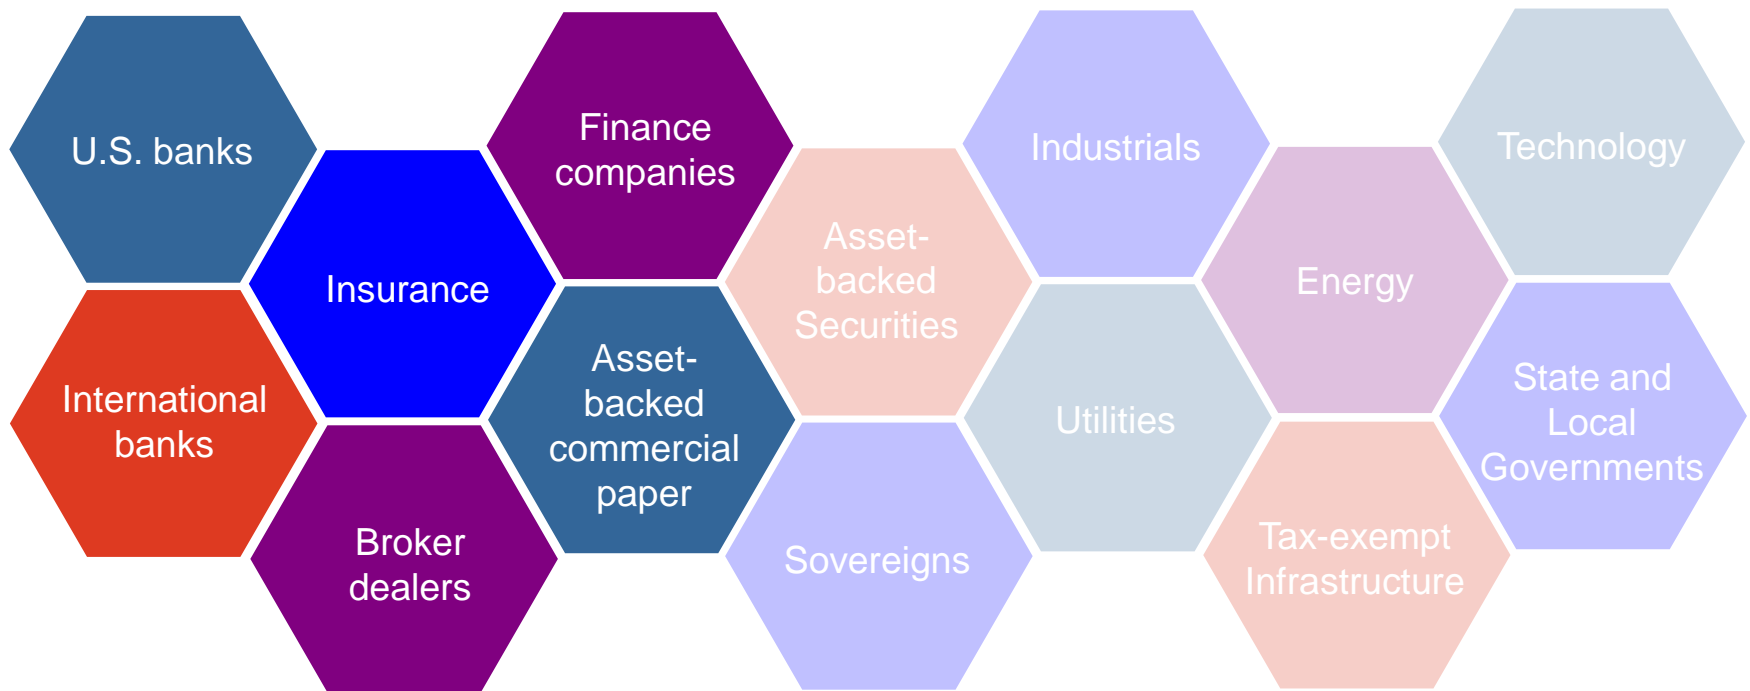 U.S. banks
International
banks
Insurance
Broker
dealers
Finance
companies
Asset-
backed
commercial
paper
Asset-
backed
Securities
Sovereigns
Industrials
Utilities
Energy
Tax-exempt
Infrastructure
Technology
State and
Local
Governments